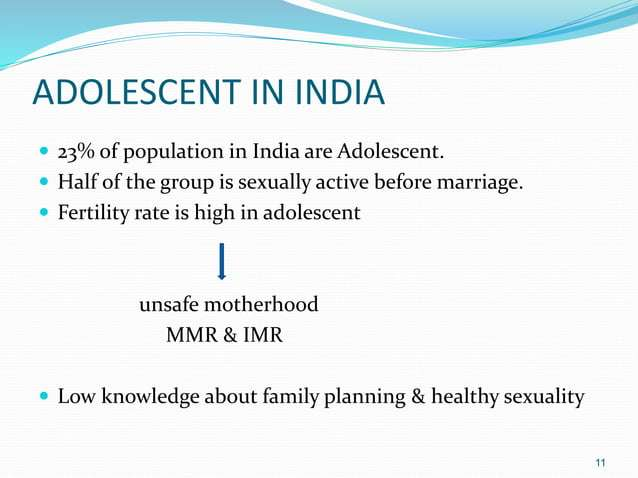 ADOLESCENT IN INDIA
23% of population in India are Adolescent.
Half of the group is sexually active before marriage.
Fertility rate is high in adolescent
unsafe motherhood
MMR & IMR
Low knowledge about family planning & healthy sexuality
11